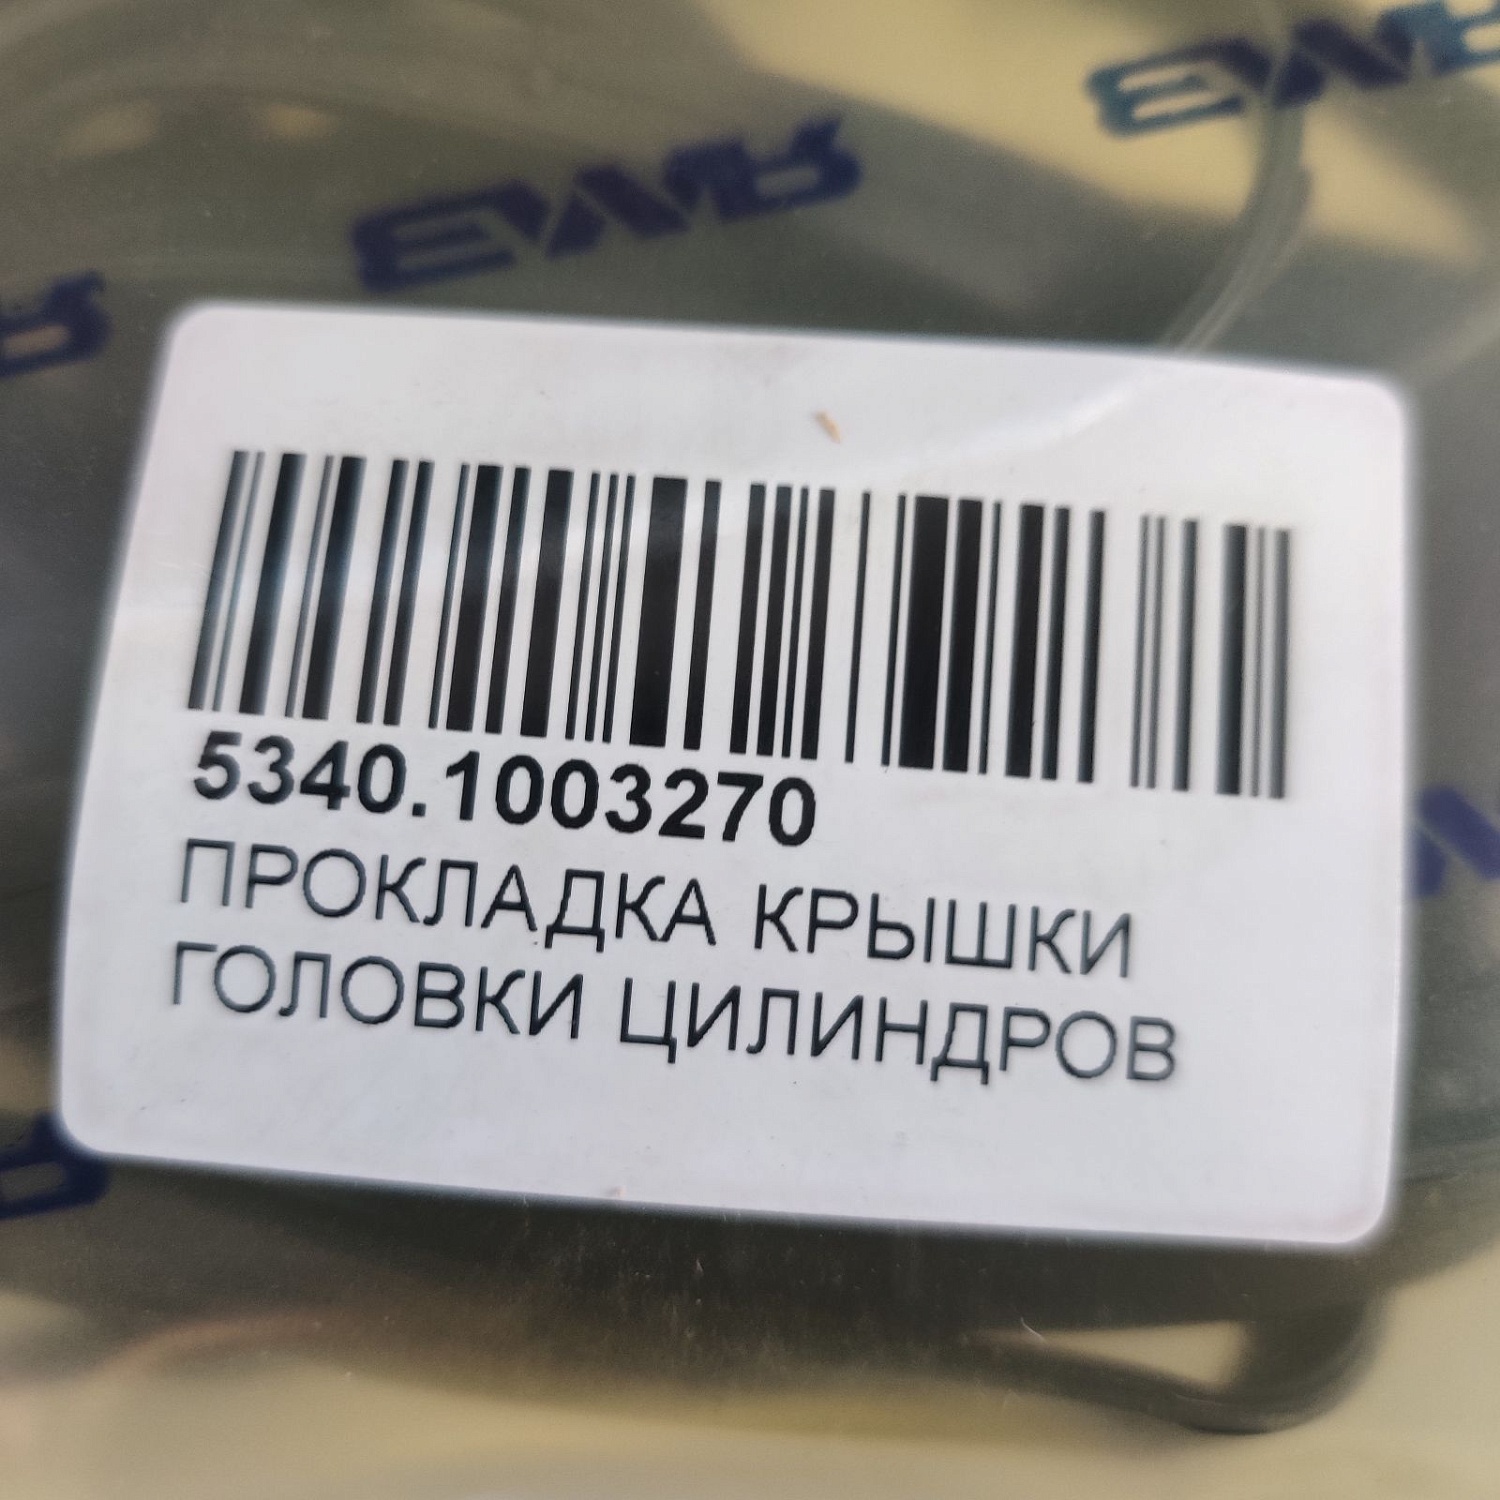 5340.1003270
ПРОКЛАДКА КРЫШКИ
ГОЛОВКИ ЦИЛИНДРОВ